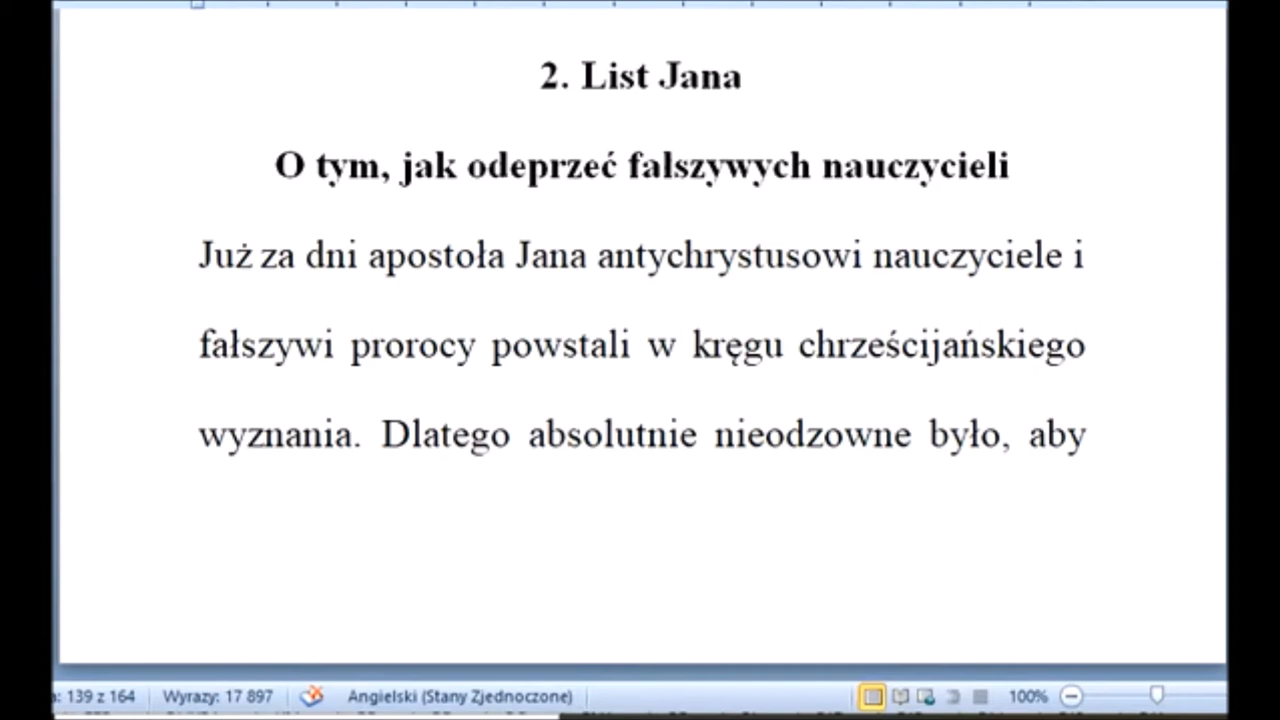 2. List Jana
O tym, jak odeprzeć fałszywych nauczycieli
Już za dni apostoła Jana antychrystusowi nauczyciele i
fałszywi prorocy powstali w kręgu chrześcijańskiego
wyznania. Dlatego absolutnie nieodzowne było, aby
: 139 z 164 Wyrazy: 17 897 Angielski (Stany Zjednoczone) 100%